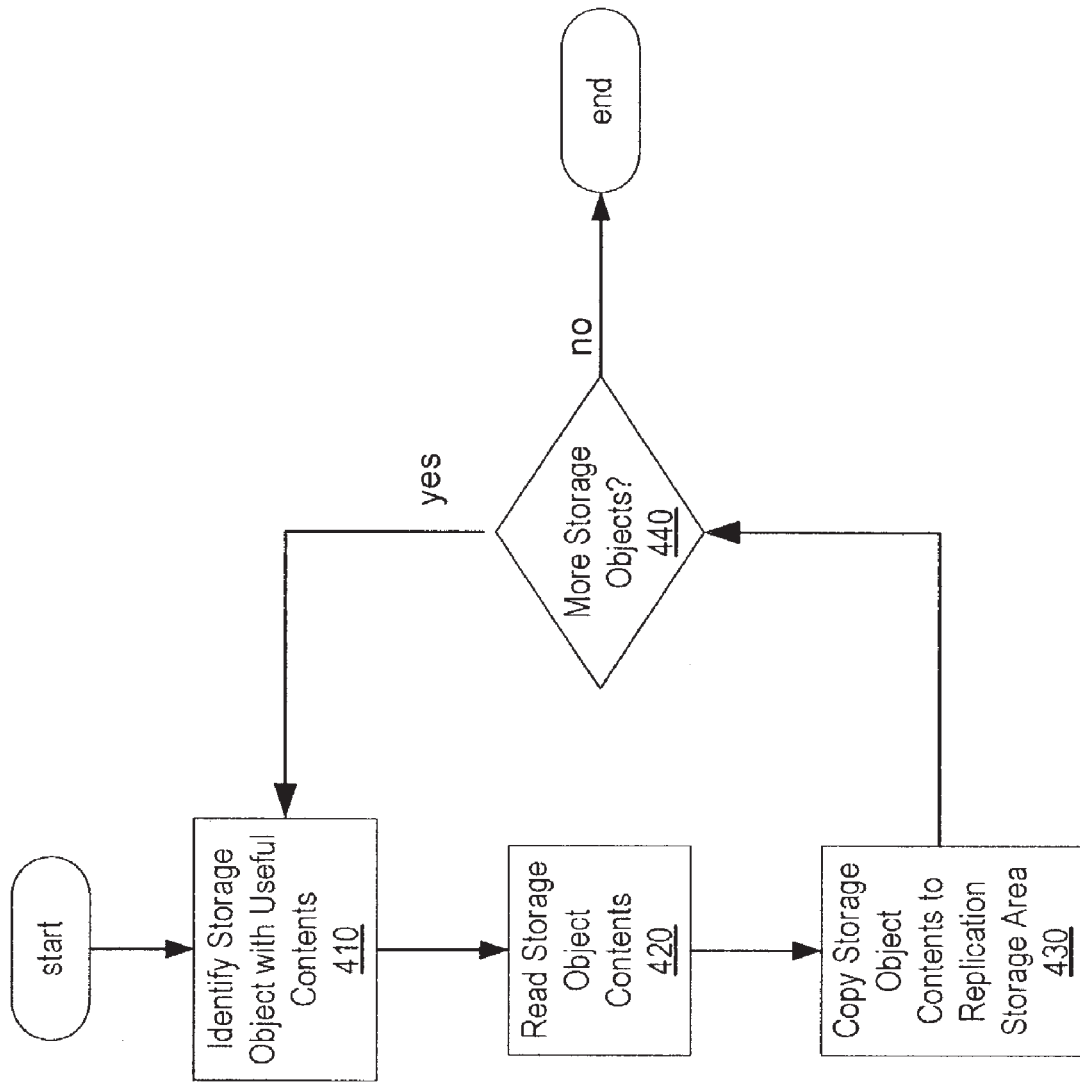 start
Identify Storage
Object with Useful
Contents
410
Read Storage
Object
Contents
420
Copy Storage
Object
Contents to
Replication
Storage Area
430
More Storage
Objects?
440
yes
no
end